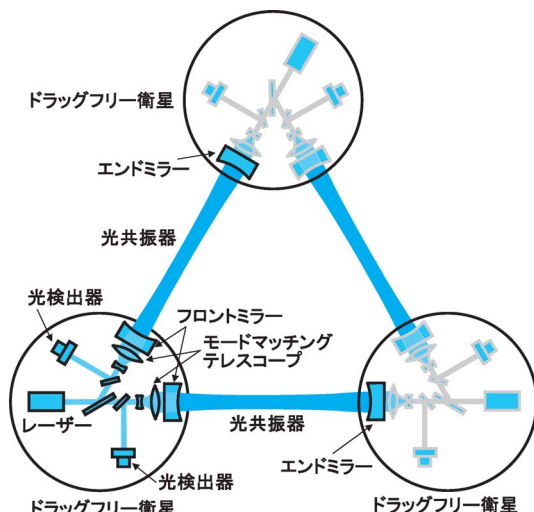 ドラッグフリー衛星
エンドミラー
光共振器
光検出器
フロントミラー
モードマッチング
テレスコープ
レーザー
光共振器
光検出器
エンドミラー
ドラッグフリー衛星
ドラッグフリー衛星